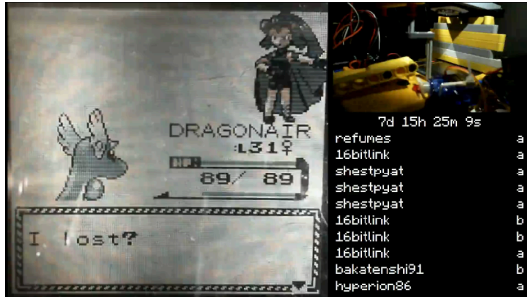 DRAGONAIR
:L31♀
HP:
89/ 89
I lost?
7d 15h 25m 9s
refumes a
16bitlink a
shestpyat a
shestpyat a
shestpyat a
16bitlink b
16bitlink b
16bitlink a
bakatenshi91 b
hyperion86 a